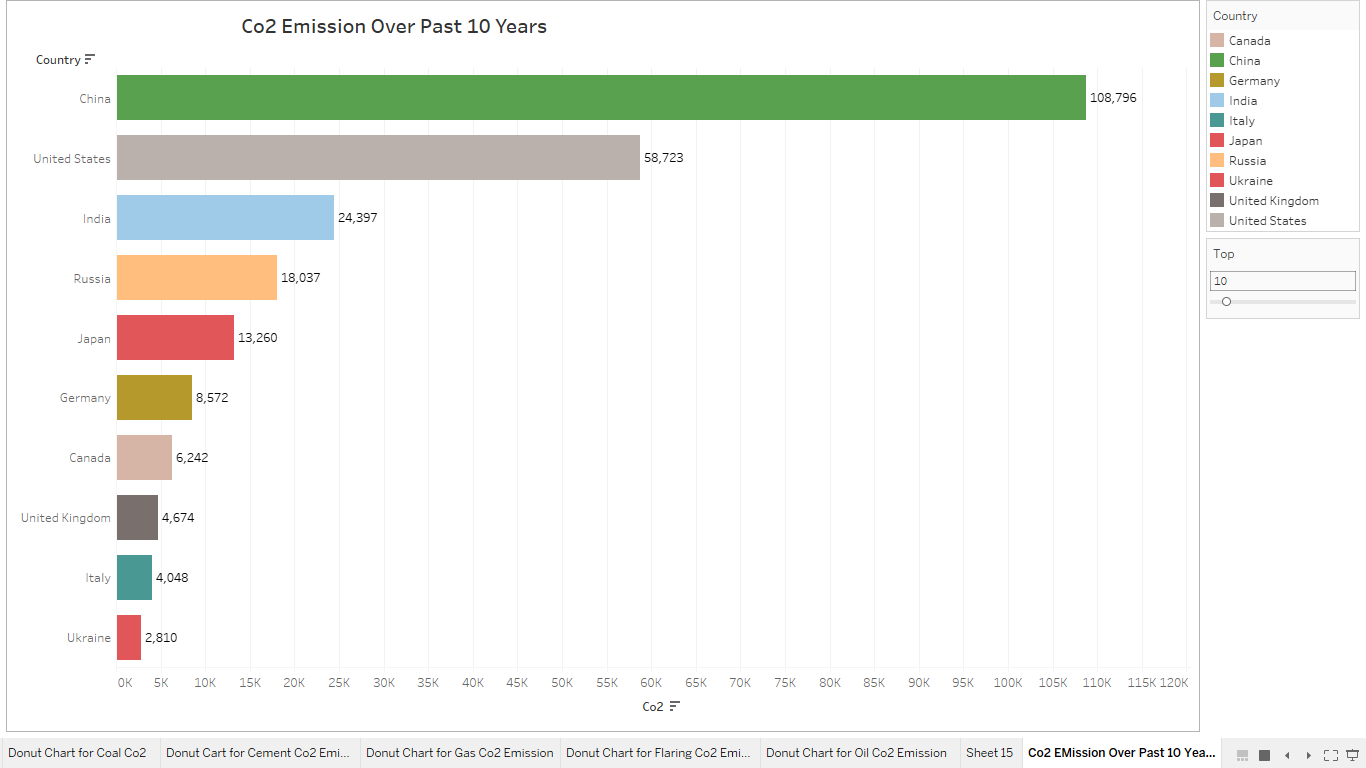 Co2 Emission Over Past 10 Years
Country
China 108,796
United States 58,723
India 24,397
Russia 18,037
Japan 13,260
Germany 8,572
Canada 6,242
United Kingdom 4,674
Italy 4,048
Ukraine 2,810
0K 5K 10K 15K 20K 25K 30K 35K 40K 45K 50K 55K 60K 65K 70K 75K 80K 85K 90K 95K 100K 105K 110K 115K 120K
Co2
Country
Canada
China
Germany
India
Italy
Japan
Russia
Ukraine
United Kingdom
United States
Top
10
Donut Chart for Coal Co2 Donut Cart for Cement Co2 Emi... Donut Chart for Gas Co2 Emission Donut Chart for Flaring Co2 Emi... Donut Chart for Oil Co2 Emission Sheet 15 Co2 EMission Over Past 10 Yea...